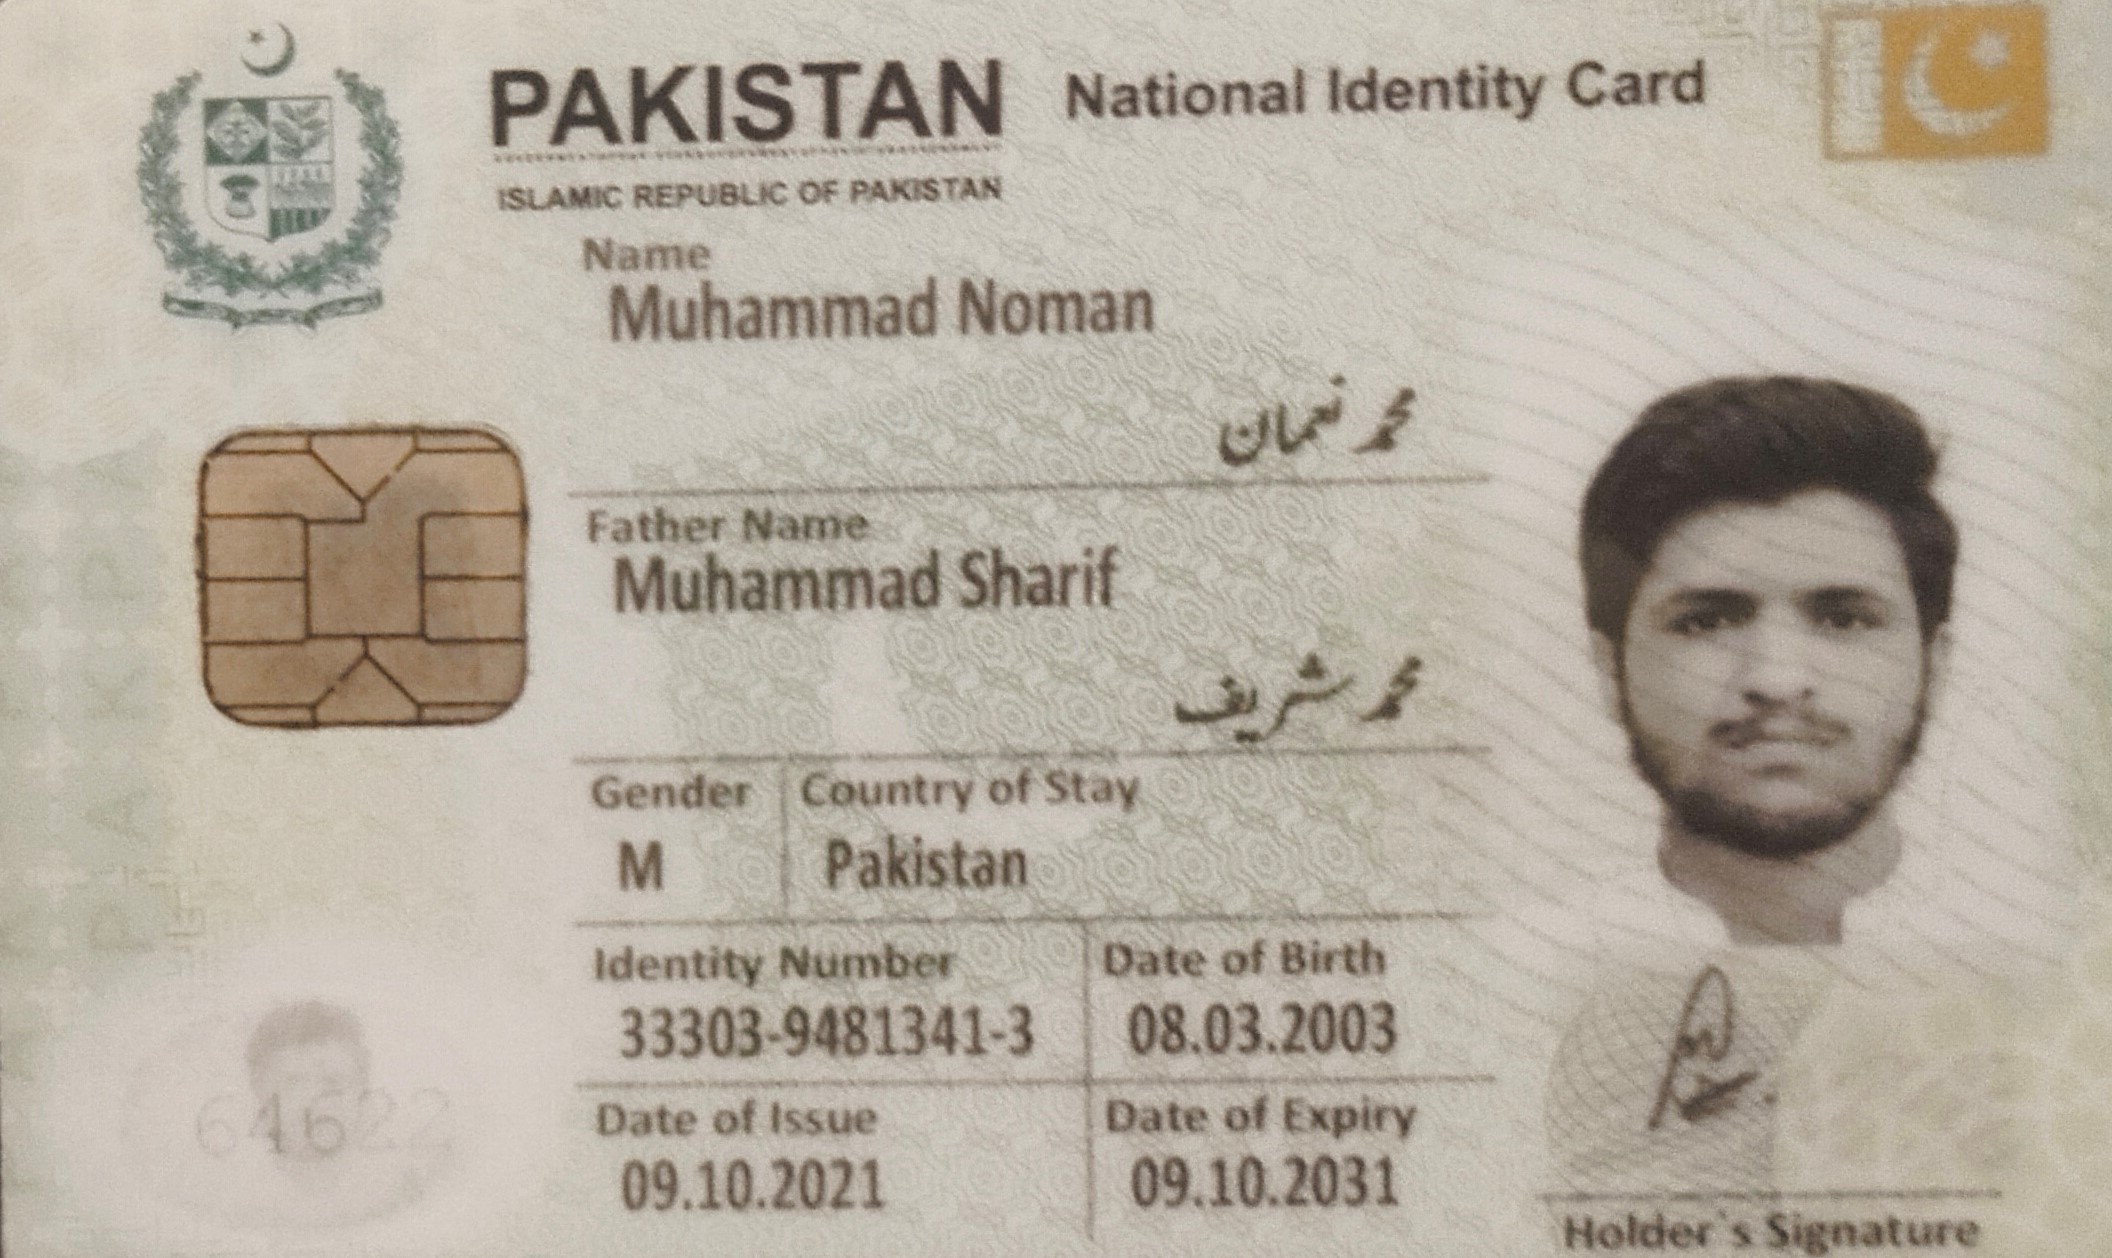 PAKISTAN National Identity Card
ISLAMIC REPUBLIC OF PAKISTAN
Name
Muhammad Noman
محمد نعمان
Father Name
Muhammad Sharif
محمد شریف
Gender Country of Stay
M Pakistan
Identity Number Date of Birth
33303-9481341-3 08.03.2003
Date of Issue Date of Expiry
09.10.2021 09.10.2031
Holder`s Signature